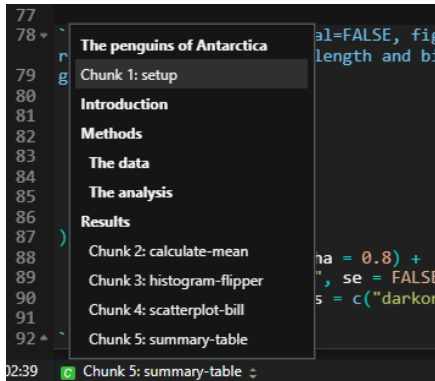 77
78 ` al=FALSE, fig
r length and bi
79 g
80
81
82
83
84
85
86
87 )
88 ha = 0.8) +
89 ", se = FALSE
90 s = c("darkor
91
92 `
The penguins of Antarctica
Chunk 1: setup
Introduction
Methods
The data
The analysis
Results
Chunk 2: calculate-mean
Chunk 3: histogram-flipper
Chunk 4: scatterplot-bill
Chunk 5: summary-table
02:39 C Chunk 5: summary-table